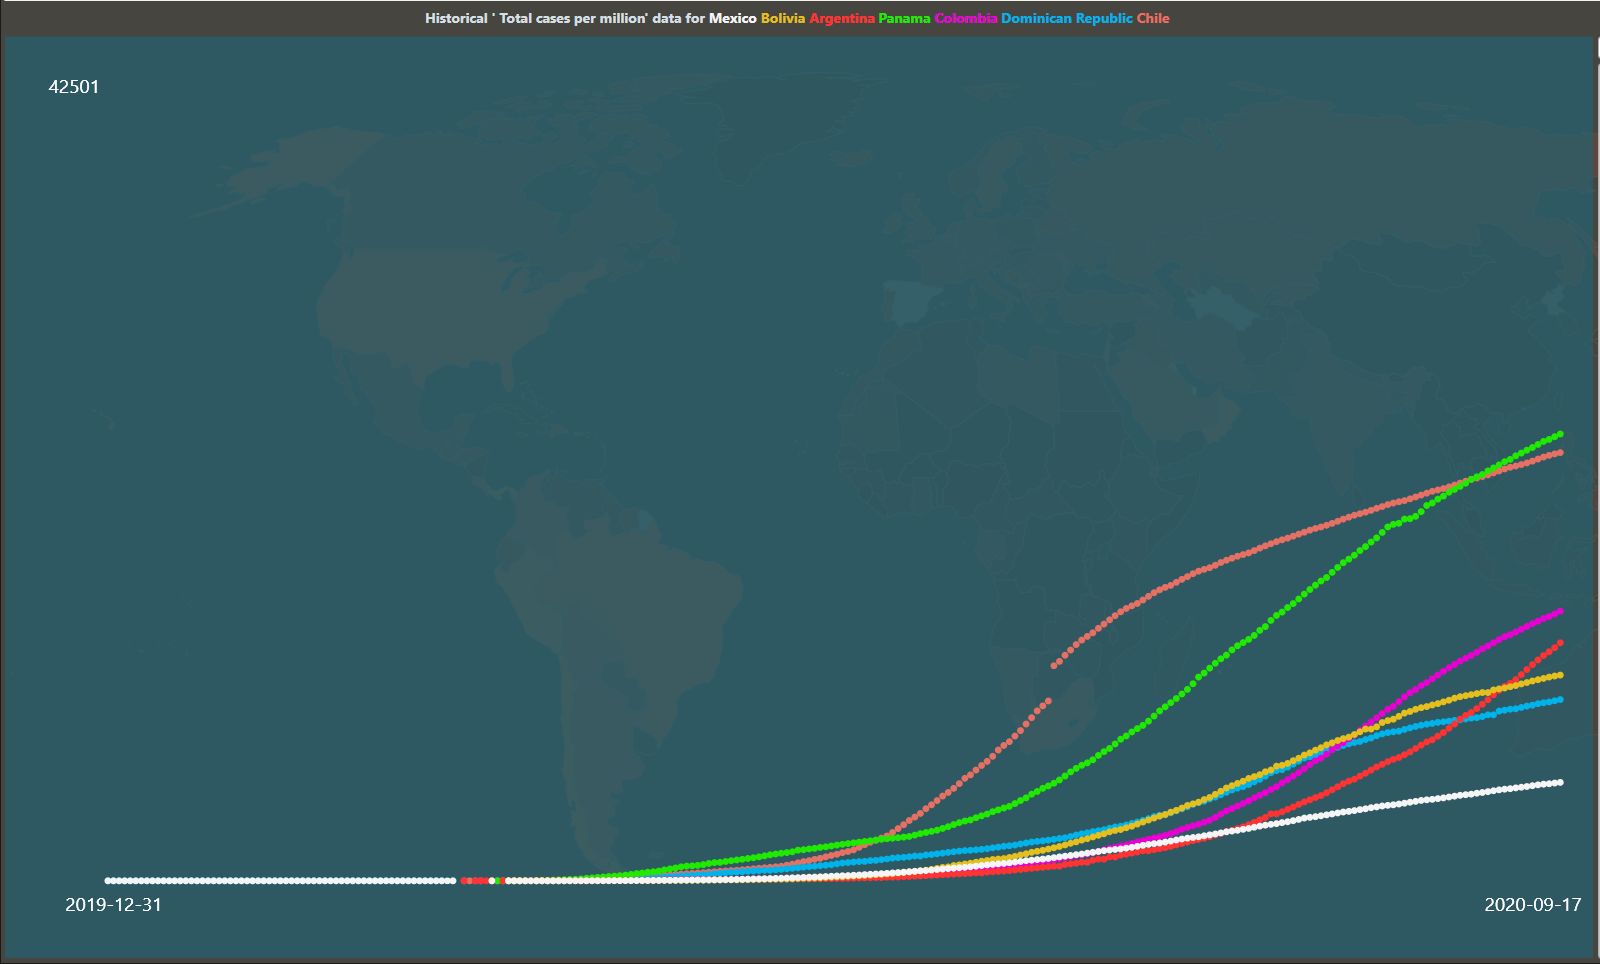 Historical ' Total cases per million' data for Mexico Bolivia Argentina Panama Colombia Dominican Republic Chile
42501
2019-12-31
2020-09-17